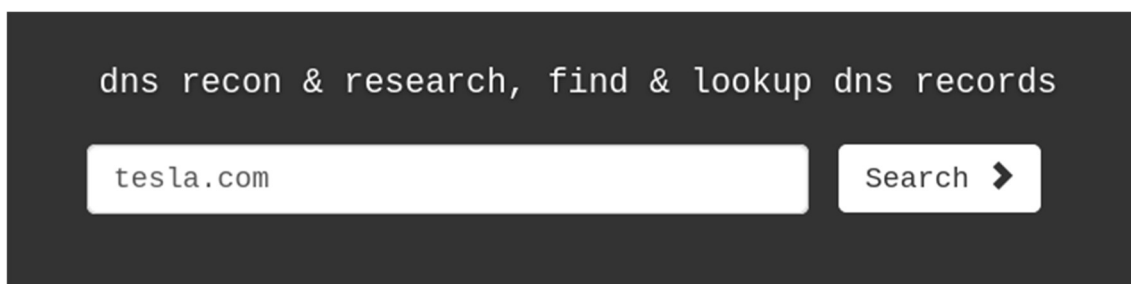 dns recon & research, find & lookup dns records
tesla.com
Search